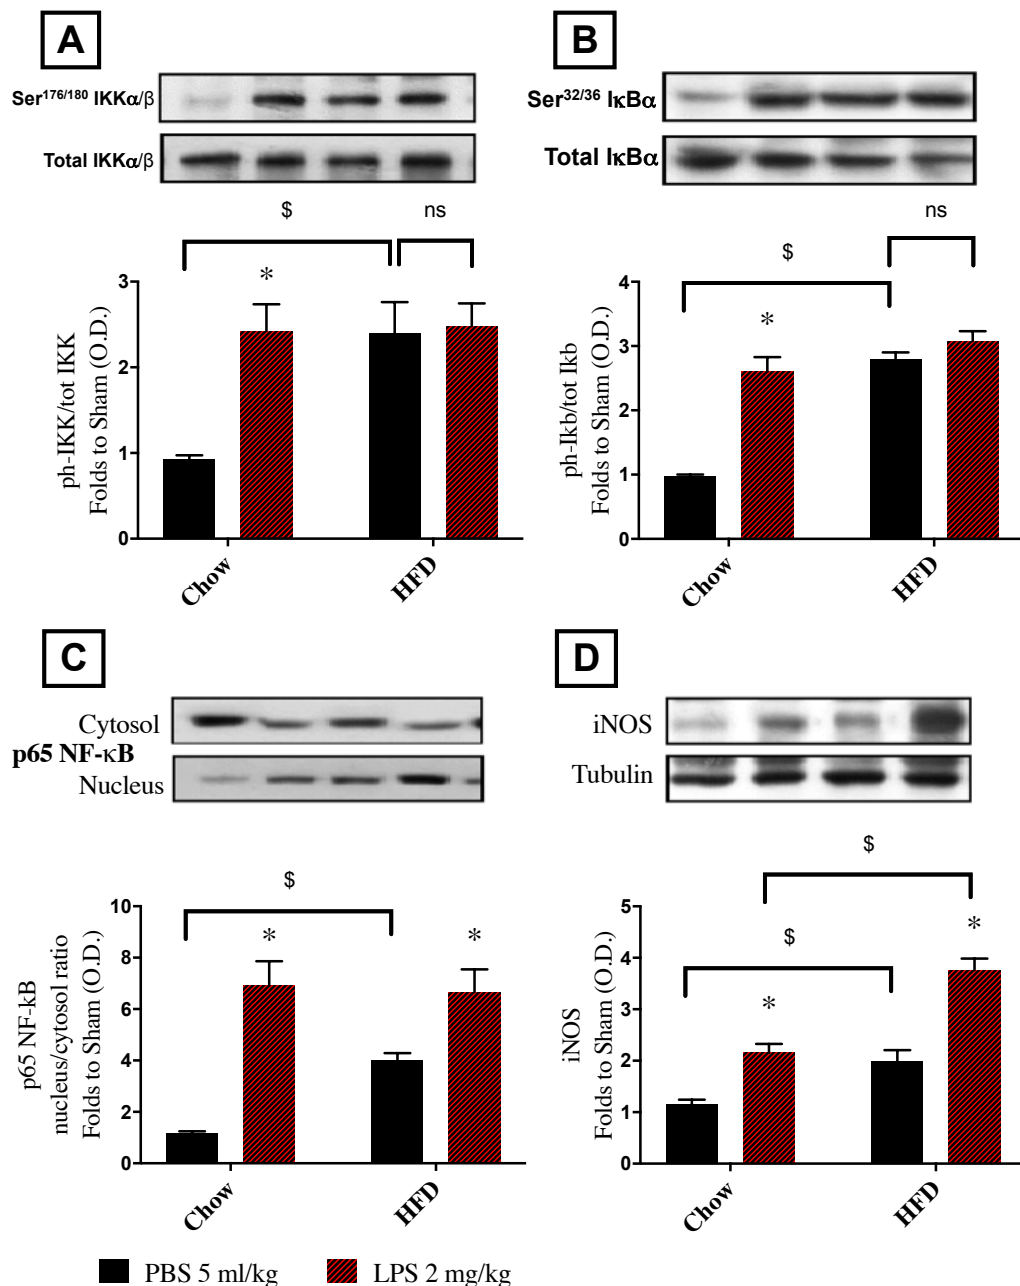 A
Ser176/180 IKKα/β
Total IKKα/β
$
ns
*
3
2
1
0
ph-IKK/tot IKK
Folds to Sham (O.D.)
Chow
HFD
B
Ser32/36 IκBα
Total IκBα
ns
$
*
4
3
2
1
0
ph-Ikb/tot Ikb
Folds to Sham (O.D.)
Chow
HFD
C
Cytosol
p65 NF-κB
Nucleus
$
*
*
10
8
6
4
2
0
p65 NF-kB
nucleus/cytosol ratio
Folds to Sham (O.D.)
Chow
HFD
D
iNOS
Tubulin
$
$
*
*
5
4
3
2
1
0
iNOS
Folds to Sham (O.D.)
Chow
HFD
PBS 5 ml/kg
LPS 2 mg/kg